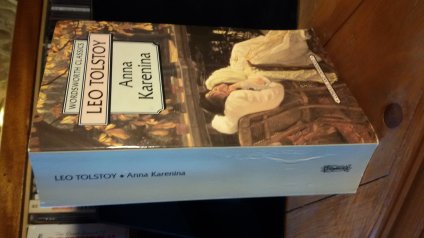 WORDSWORTH CLASSICS
LEO TOLSTOY
Anna
Karenina
LEO TOLSTOY • Anna Karenina